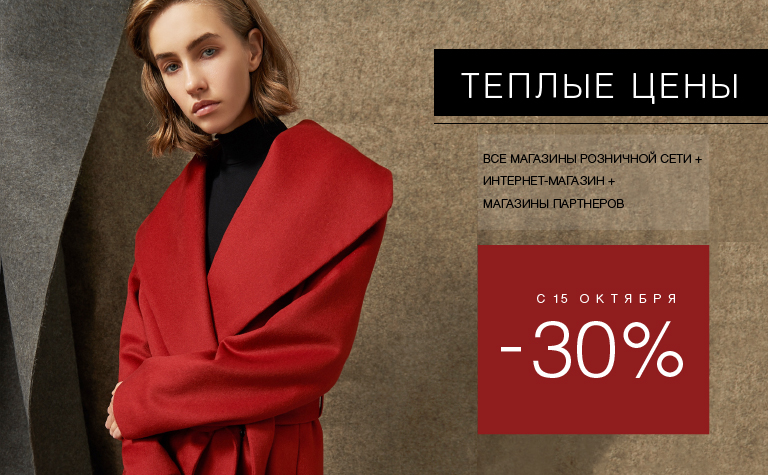 ТЕПЛЫЕ ЦЕНЫ
ВСЕ МАГАЗИНЫ РОЗНИЧНОЙ СЕТИ +
ИНТЕРНЕТ-МАГАЗИН +
МАГАЗИНЫ ПАРТНЕРОВ
С 15 ОКТЯБРЯ
-30%